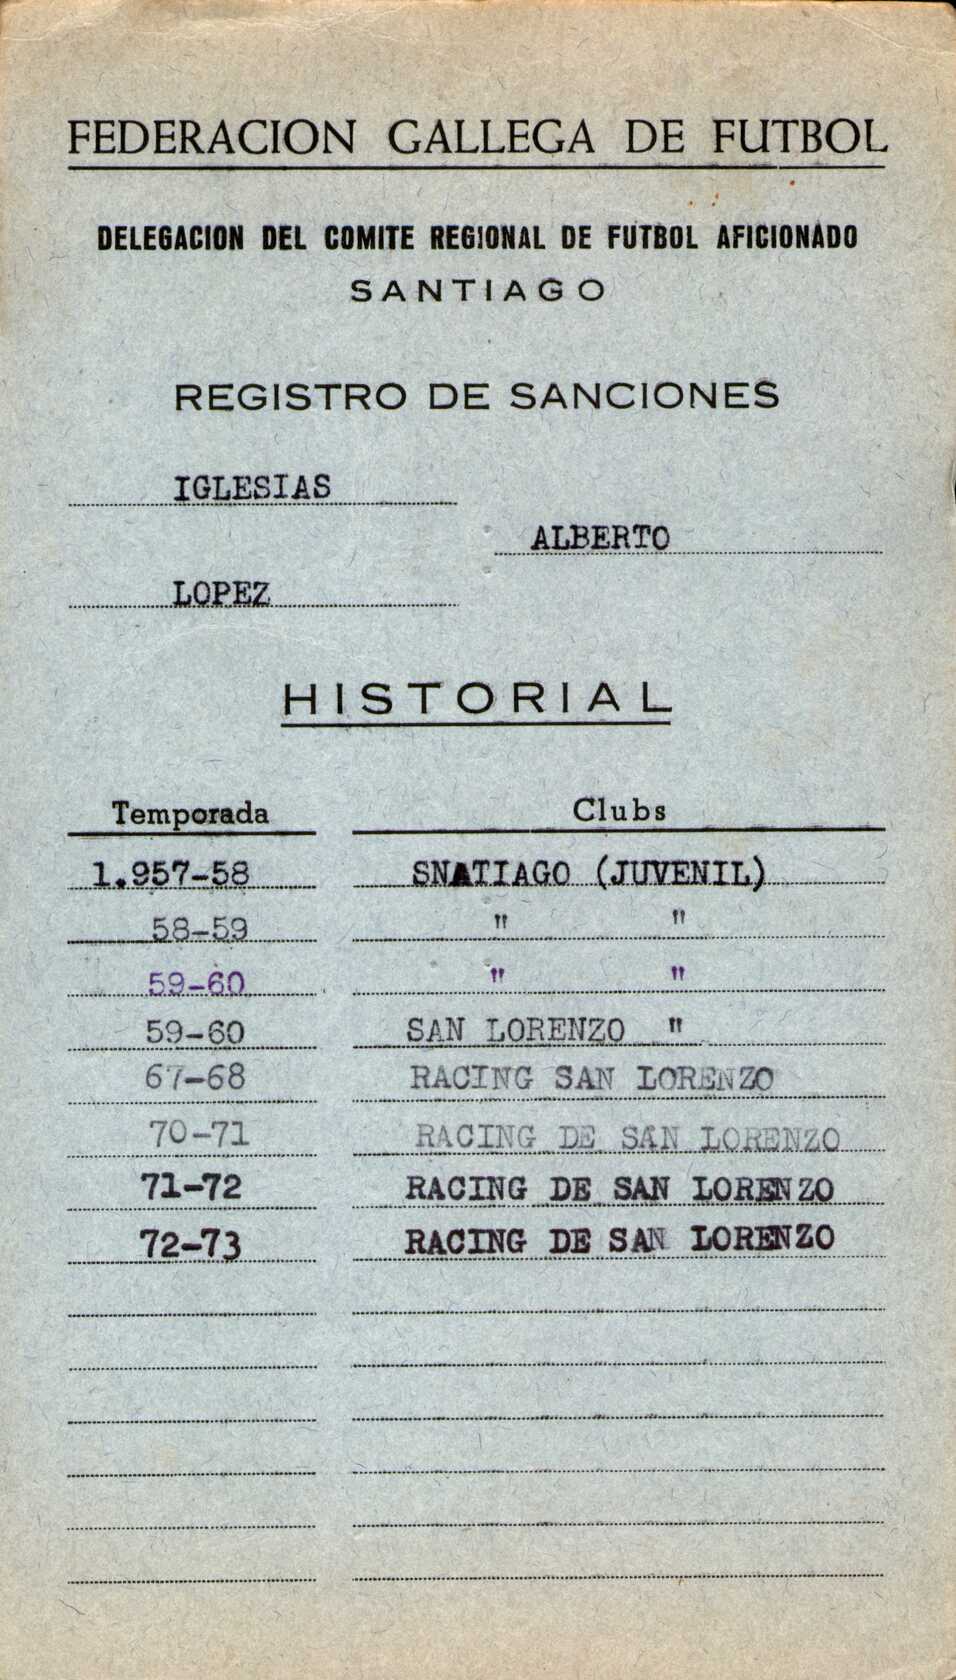 FEDERACION GALLEGA DE FUTBOL
DELEGACION DEL COMITE REGIONAL DE FUTBOL AFICIONADO
SANTIAGO
REGISTRO DE SANCIONES
IGLESIAS
ALBERTO
LOPEZ
HISTORIAL
Temporada Clubs
1.957-58 SNATIAGO (JUVENIL)
58-59 " "
59-60 " "
59-60 SAN LORENZO "
67-68 RACING SAN LORENZO
70-71 RACING DE SAN LORENZO
71-72 RACING DE SAN LORENZO
72-73 RACING DE SAN LORENZO